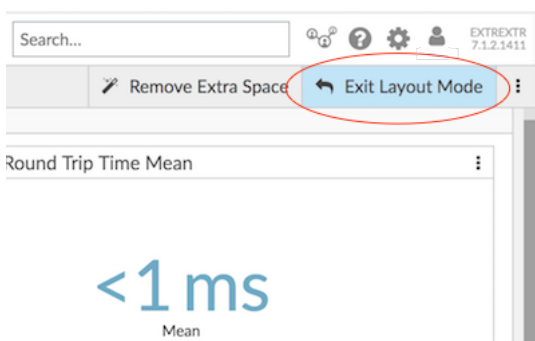 Search...
EXTREXTR
7.1.2.1411
Remove Extra Space
Exit Layout Mode
Round Trip Time Mean
<1 ms
Mean